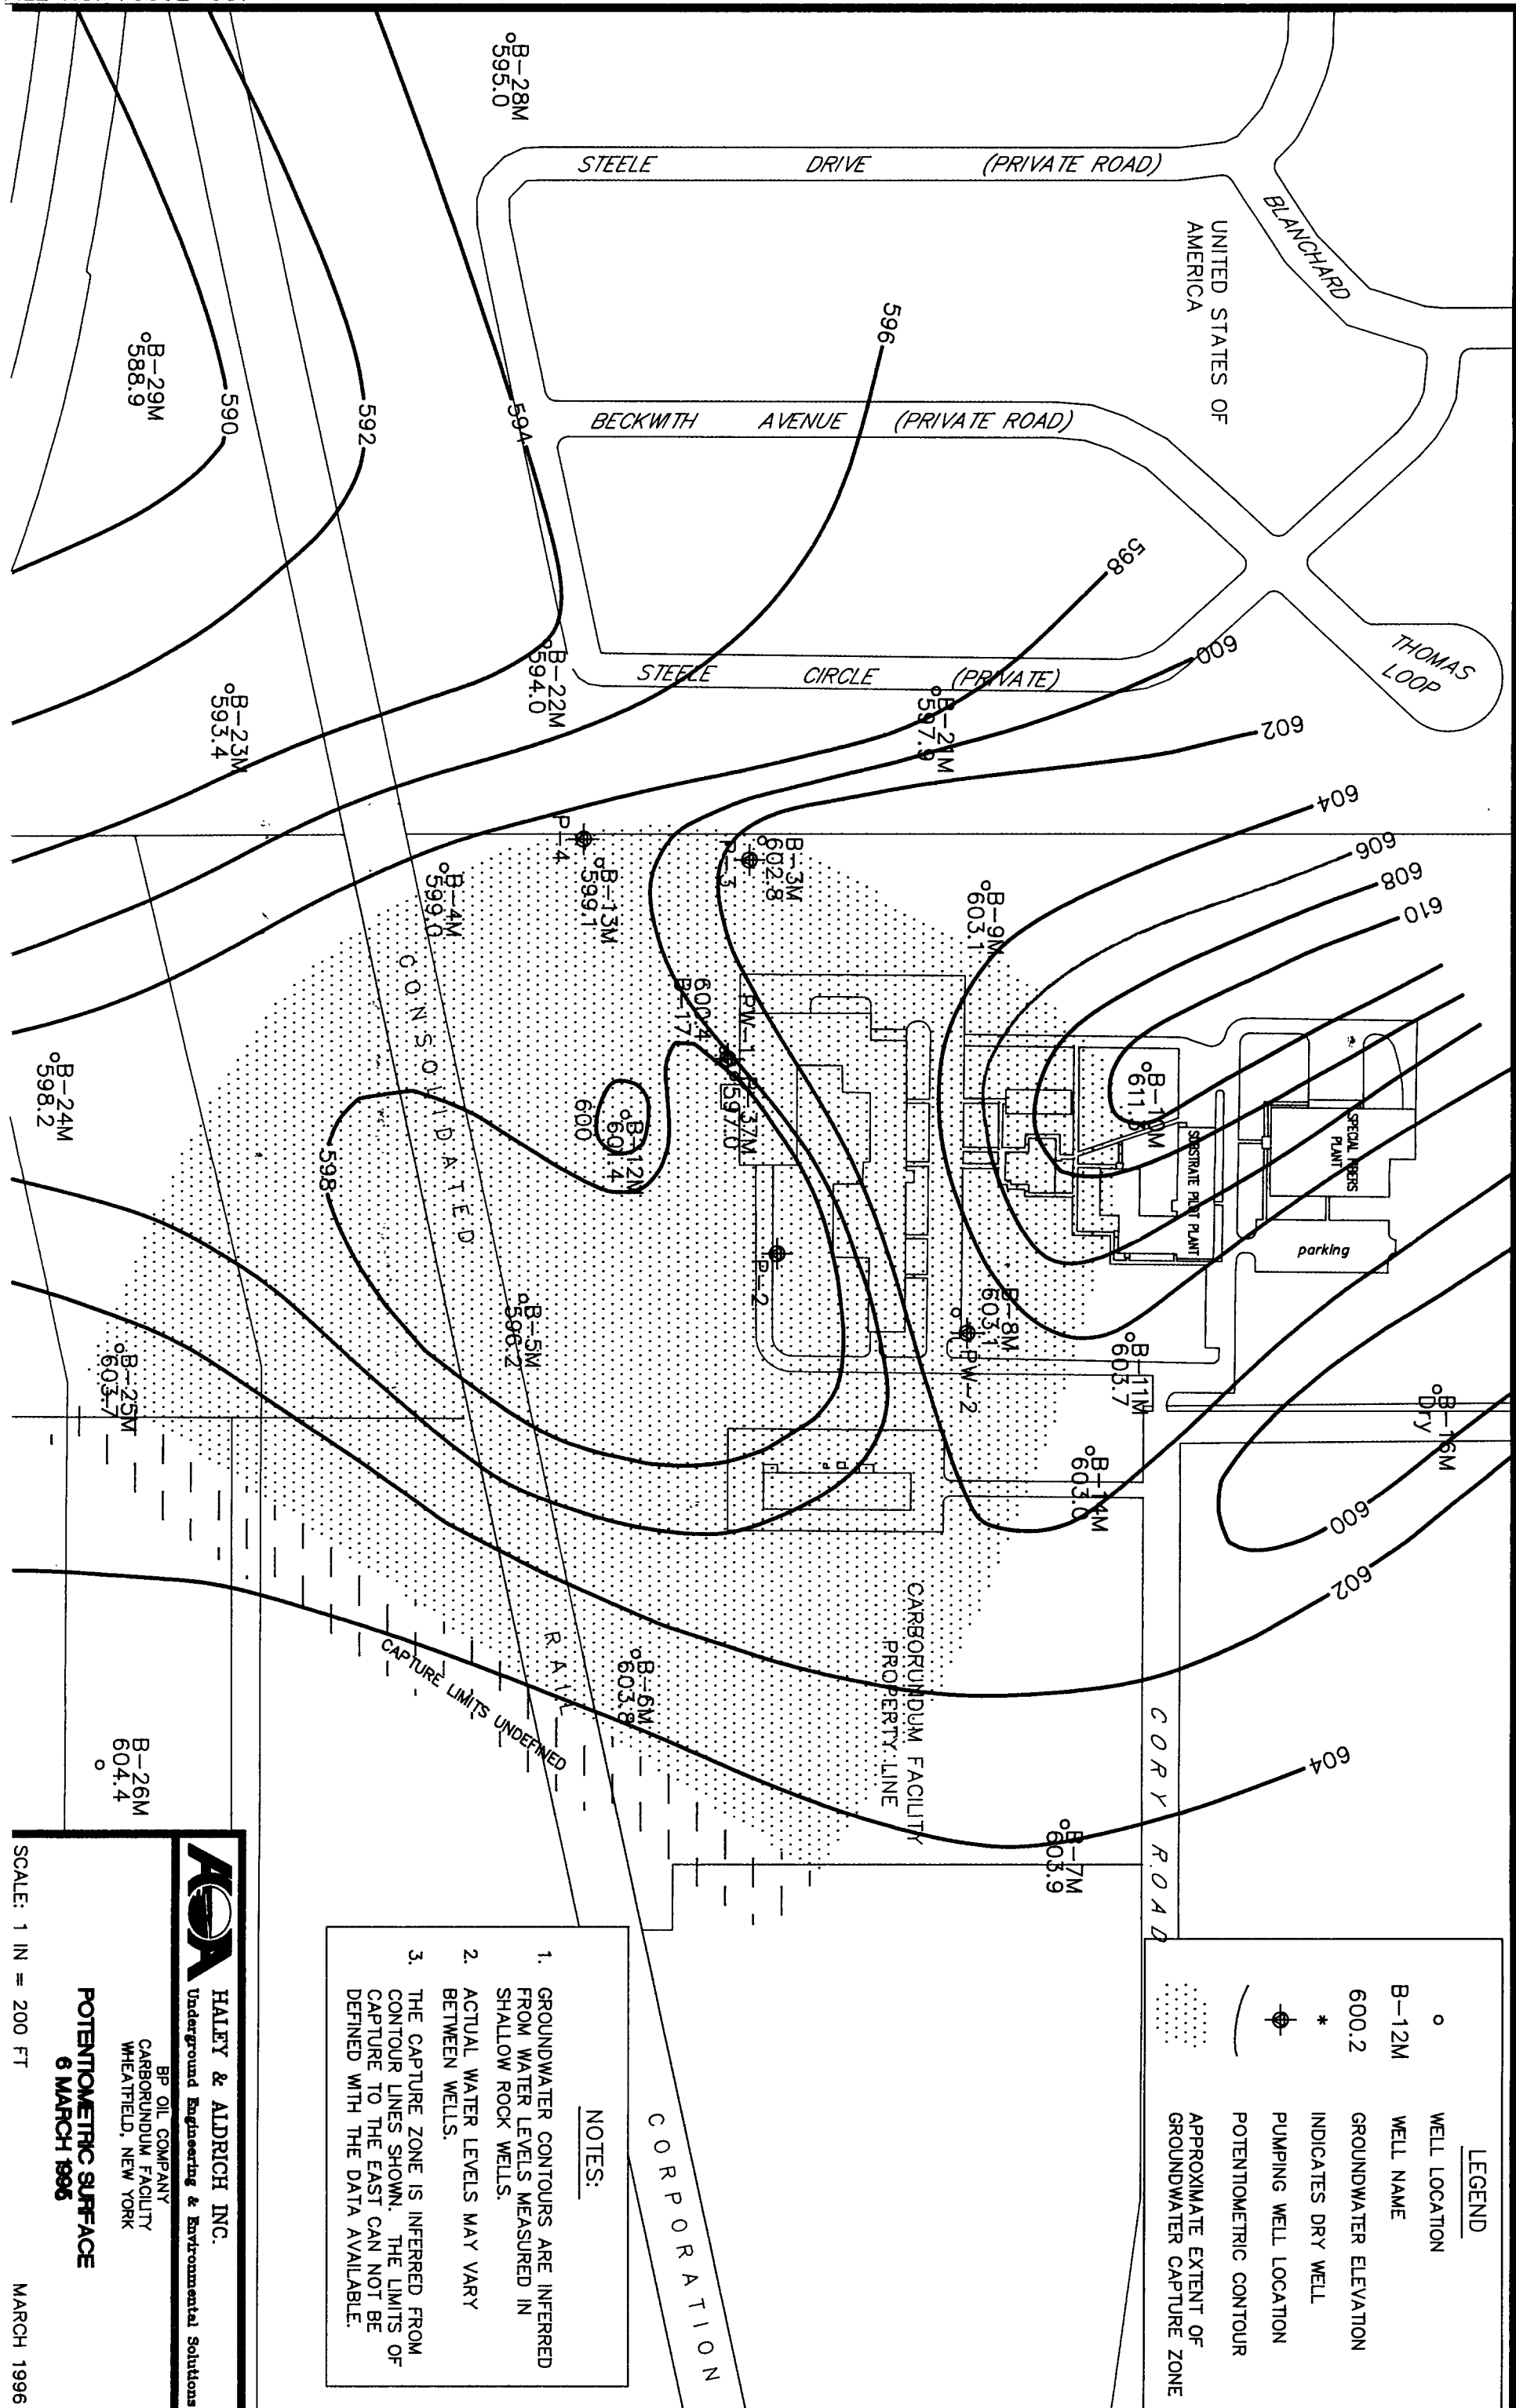 B-28M
595.0
STEELE DRIVE (PRIVATE ROAD)
BLANCHARD
UNITED STATES OF
AMERICA
596
B-29M
588.9
590
592
594
BECKWITH AVENUE (PRIVATE ROAD)
598
600
THOMAS
LOOP
B-22M
594.0
STEELE CIRCLE (PRIVATE)
B-23M
593.4
B-21M
597.9
602
604
606
608
610
P-4
B-13M
599.1
B-3M
602.8
P-3
B-4M
599.0
B-9M
603.1
CONSOLIDATED
RAIL
CORPORATION
600.4
B-17
PW-1
P-37M
597.0
B-24M
598.2
598
600
B-12M
601.4
B-10M
SPECIAL FIBERS
PLANT
SUBSTRATE PILOT PLANT
parking
P-2
B-5M
596.2
B-8M
603.1
PW-2
B-11M
603.7
B-16M
Dry
B-25M
603.7
B-14M
603.0
600
602
CAPTURE LIMITS UNDEFINED
B-6M
603.8
CARBORUNDUM FACILITY
PROPERTY LINE
CORY ROAD
604
B-26M
604.4
B-7M
603.9
LEGEND
WELL LOCATION
B-12M WELL NAME
600.2 GROUNDWATER ELEVATION
* INDICATES DRY WELL
PUMPING WELL LOCATION
POTENTIOMETRIC CONTOUR
APPROXIMATE EXTENT OF
GROUNDWATER CAPTURE ZONE
NOTES:
1. GROUNDWATER CONTOURS ARE INFERRED
FROM WATER LEVELS MEASURED IN
SHALLOW ROCK WELLS.
2. ACTUAL WATER LEVELS MAY VARY
BETWEEN WELLS.
3. THE CAPTURE ZONE IS INFERRED FROM
CONTOUR LINES SHOWN. THE LIMITS OF
CAPTURE TO THE EAST CAN NOT BE
DEFINED WITH THE DATA AVAILABLE.
HALEY & ALDRICH INC.
Underground Engineering & Environmental Solutions
BP OIL COMPANY
CARBORUNDUM FACILITY
WHEATFIELD, NEW YORK
POTENTIOMETRIC SURFACE
6 MARCH 1996
SCALE: 1 IN = 200 FT
MARCH 1996